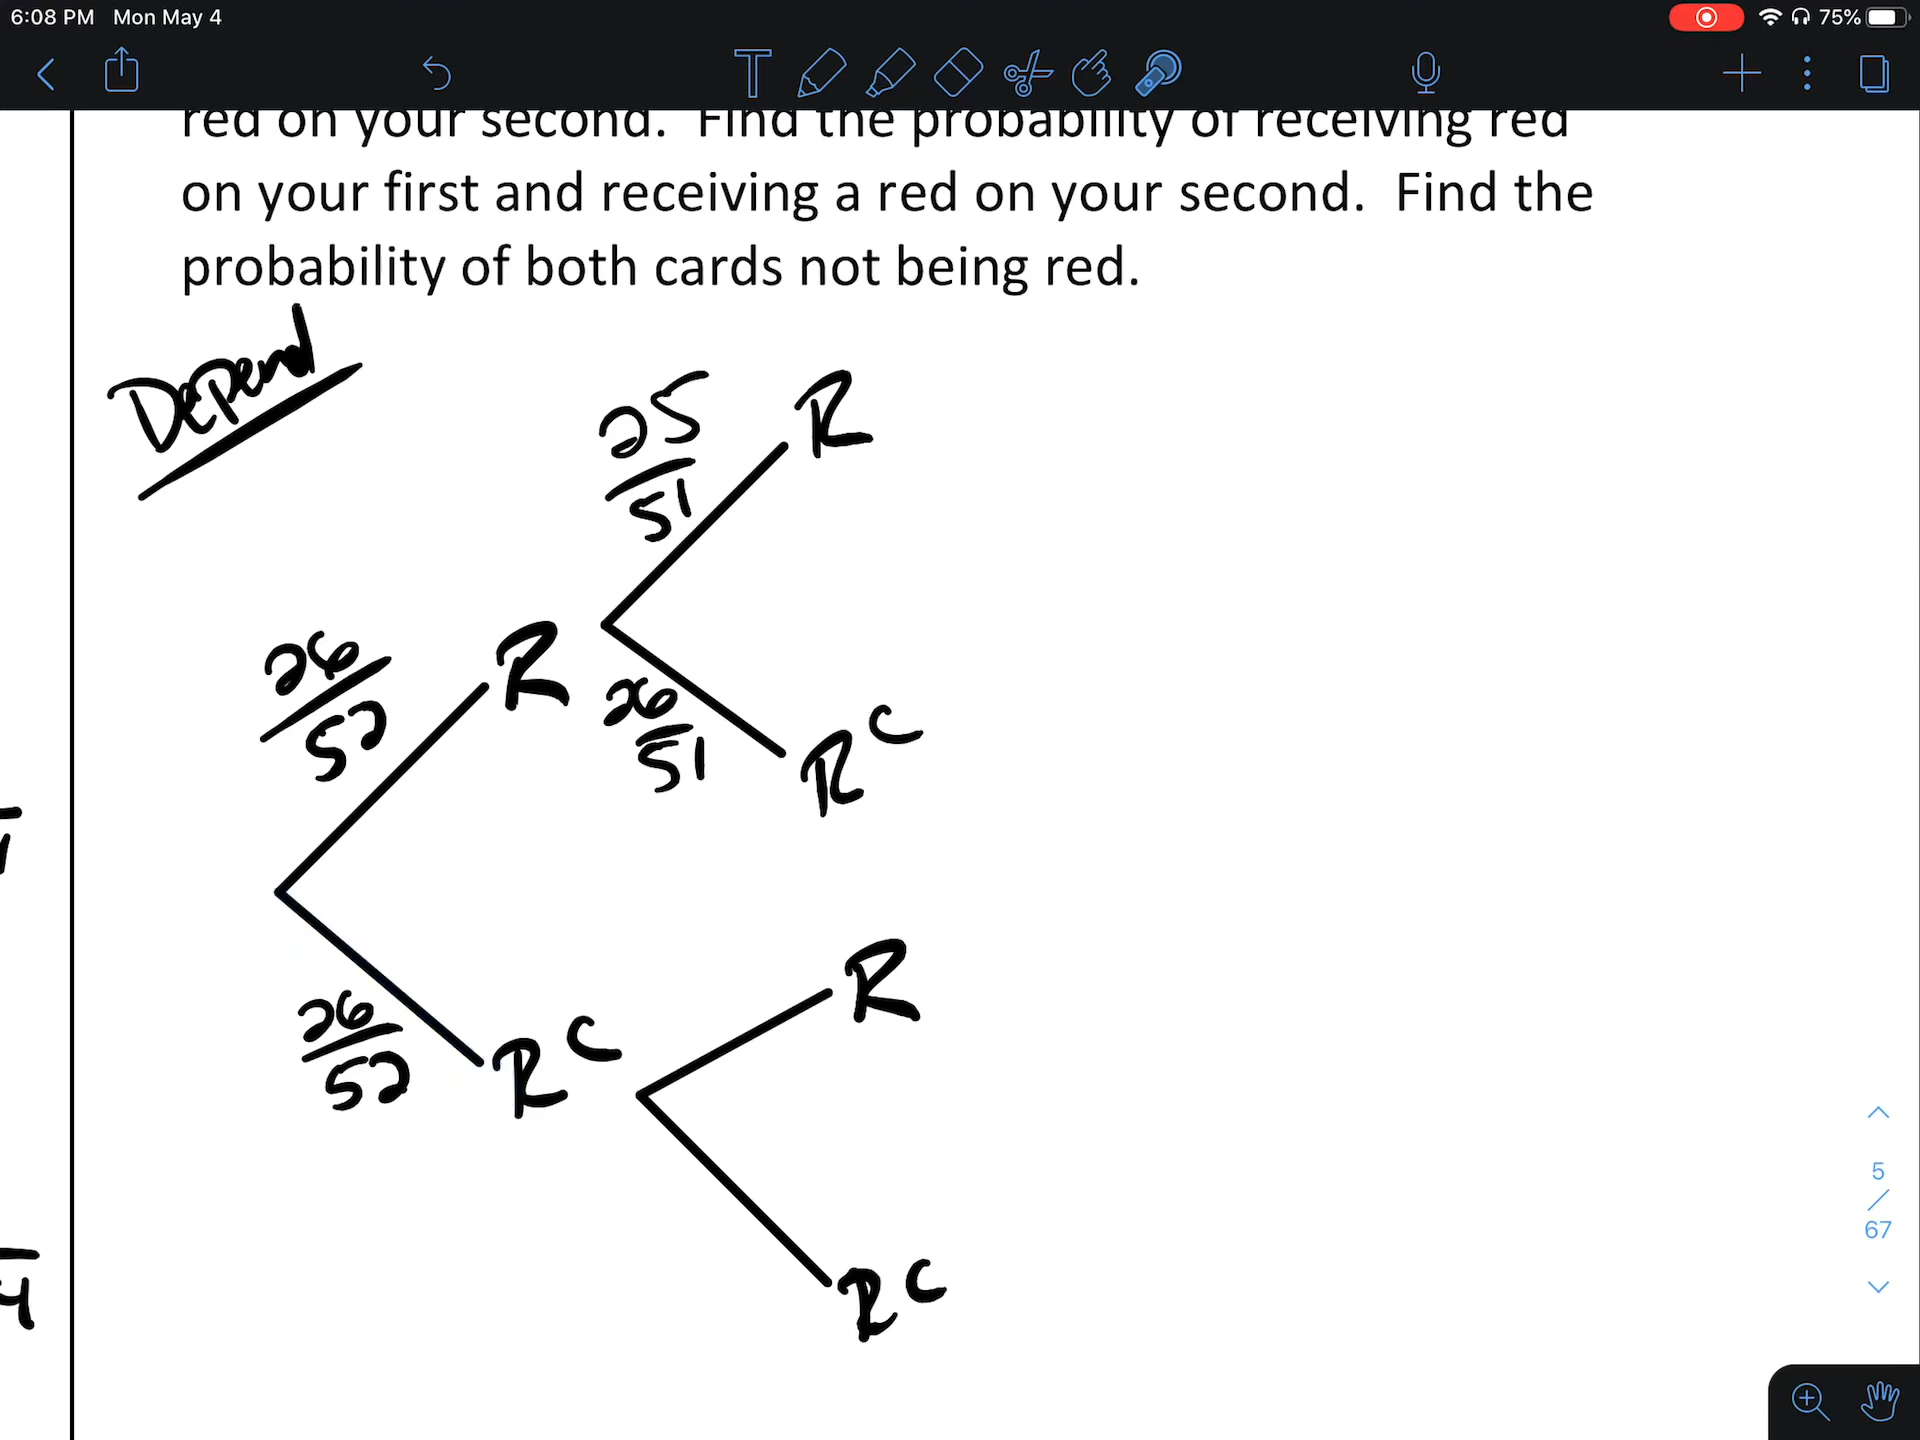 6:08 PM Mon May 4
75%
T
red on your second. Find the probability of receiving red
on your first and receiving a red on your second. Find the
probability of both cards not being red.
Depend
25
51
R
26
52
R
26
51
R^C
26
52
R^C
R
R^C
4
5
/
67